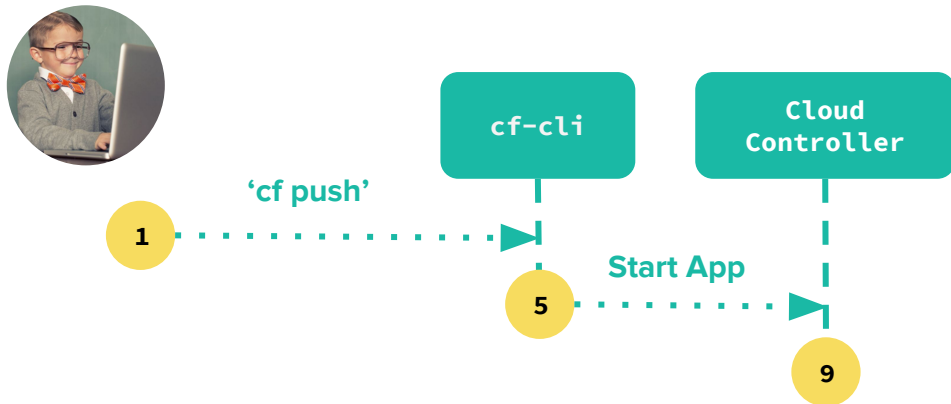 cf-cli
Cloud
Controller
‘cf push’
1
Start App
5
9